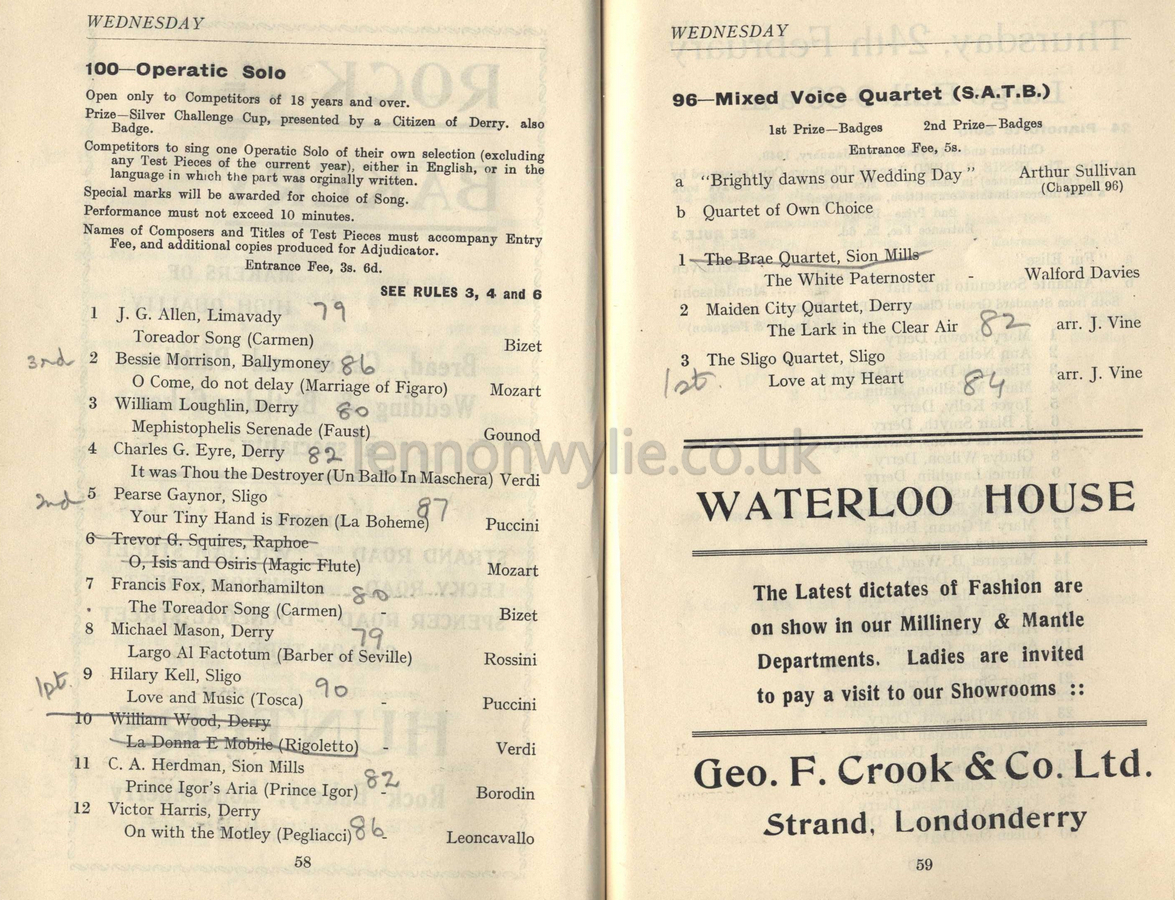 WEDNESDAY
100—Operatic Solo
Open only to Competitors of 18 years and over.
Prize—Silver Challenge Cup, presented by a Citizen of Derry. also
Badge.
Competitors to sing one Operatic Solo of their own selection (excluding
any Test Pieces of the current year), either in English, or in the
language in which the part was orginally written.
Special marks will be awarded for choice of Song.
Performance must not exceed 10 minutes.
Names of Composers and Titles of Test Pieces must accompany Entry
Fee, and additional copies produced for Adjudicator.
Entrance Fee, 3s. 6d.
SEE RULES 3, 4 and 6
1 J. G. Allen, Limavady 79
Toreador Song (Carmen) Bizet
3rd 2 Bessie Morrison, Ballymoney 86
O Come, do not delay (Marriage of Figaro) Mozart
3 William Loughlin, Derry 80
Mephistophelis Serenade (Faust) Gounod
4 Charles G. Eyre, Derry 82
It was Thou the Destroyer (Un Ballo In Maschera) Verdi
2nd 5 Pearse Gaynor, Sligo
Your Tiny Hand is Frozen (La Boheme) 87 Puccini
6 Trevor G. Squires, Raphoe
O, Isis and Osiris (Magic Flute) Mozart
7 Francis Fox, Manorhamilton 80
The Toreador Song (Carmen) - Bizet
8 Michael Mason, Derry 79
Largo Al Factotum (Barber of Seville) Rossini
1st. 9 Hilary Kell, Sligo
Love and Music (Tosca) 90 - Puccini
10 William Wood, Derry
La Donna E Mobile (Rigoletto) - Verdi
11 C. A. Herdman, Sion Mills
Prince Igor's Aria (Prince Igor) 82 - Borodin
12 Victor Harris, Derry
On with the Motley (Pegliacci) 86 - Leoncavallo
58
WEDNESDAY
96—Mixed Voice Quartet (S.A.T.B.)
1st Prize—Badges 2nd Prize—Badges
Entrance Fee, 5s.
a "Brightly dawns our Wedding Day" Arthur Sullivan
(Chappell 96)
b Quartet of Own Choice
1 The Brae Quartet, Sion Mills
The White Paternoster - Walford Davies
2 Maiden City Quartet, Derry
The Lark in the Clear Air 82 arr. J. Vine
3 The Sligo Quartet, Sligo
1st. Love at my Heart 84 arr. J. Vine
lennonwylie.co.uk
WATERLOO HOUSE
The Latest dictates of Fashion are
on show in our Millinery & Mantle
Departments. Ladies are invited
to pay a visit to our Showrooms ::
Geo. F. Crook & Co. Ltd.
Strand, Londonderry
59